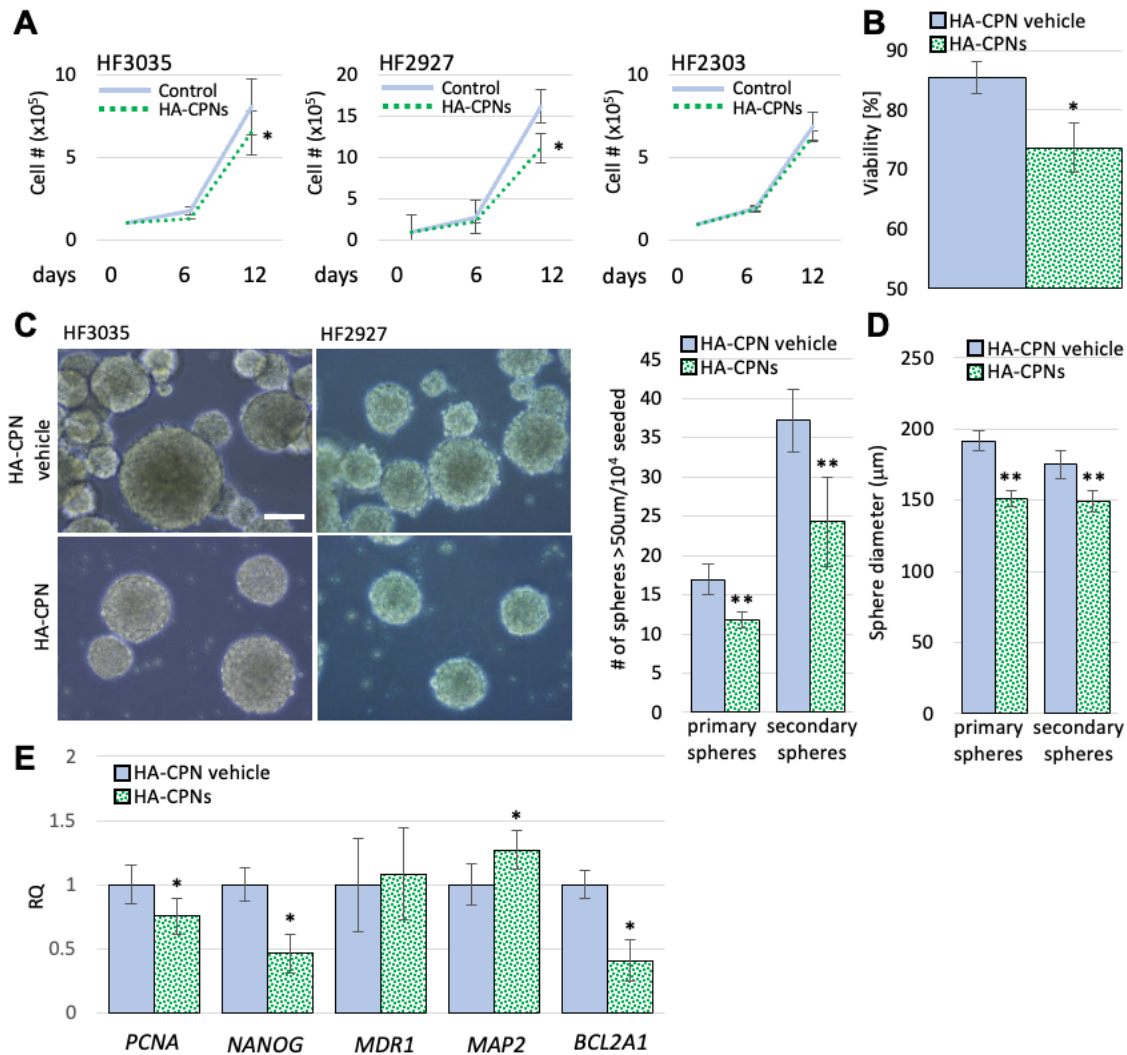 A
HF3035
Control
HA-CPNs
Cell # (x10⁵)
10
5
0
*
HF2927
Control
HA-CPNs
Cell # (x10⁵)
20
15
10
5
0
*
HF2303
Control
HA-CPNs
Cell # (x10⁵)
10
5
0
days 0 6 12
days 0 6 12
days 0 6 12
B
HA-CPN vehicle
HA-CPNs
Viability [%]
90
80
70
60
50
*
C
HF3035
HF2927
HA-CPN
vehicle
HA-CPN
HA-CPN vehicle
HA-CPNs
# of spheres >50um/10⁴ seeded
45
40
35
30
25
20
15
10
5
0
**
**
primary
spheres
secondary
spheres
D
HA-CPN vehicle
HA-CPNs
Sphere diameter (μm)
250
200
150
100
50
0
**
**
primary
spheres
secondary
spheres
E
HA-CPN vehicle
HA-CPNs
RQ
2
1.5
1
0.5
0
*
*
*
*
PCNA NANOG MDR1 MAP2 BCL2A1